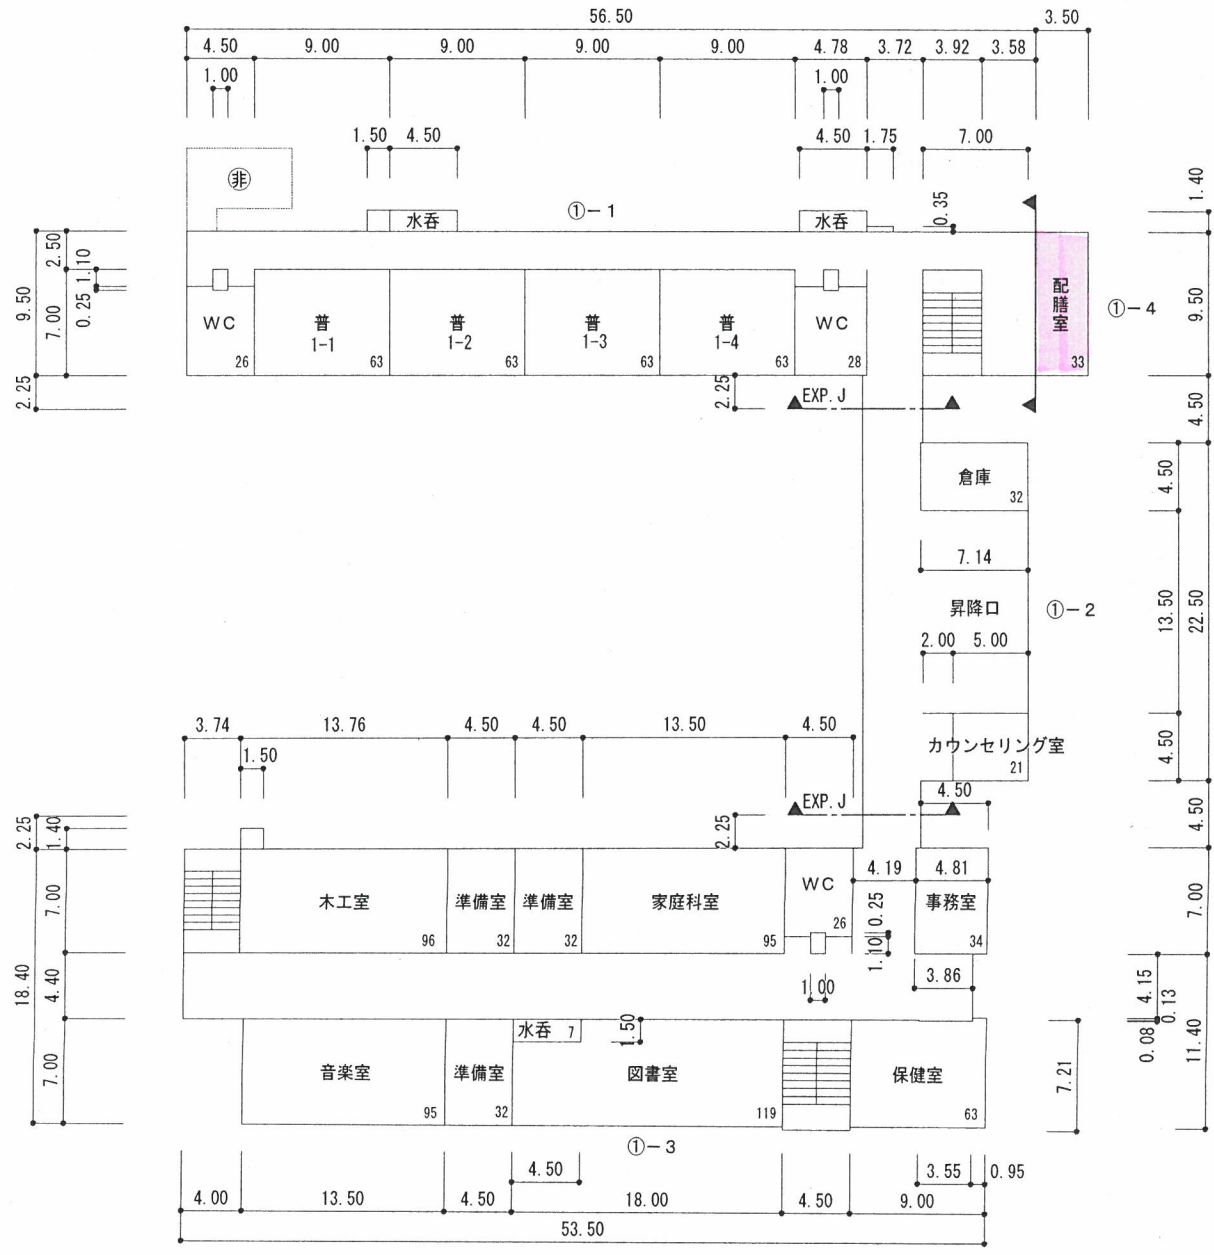 56.50 3.50
4.50 9.00 9.00 9.00 9.00 4.78 3.72 3.92 3.58
1.00 1.00
1.50 4.50 4.50 1.75 7.00
非
1.40
0.35
水呑 ①-1 水呑
2.50
1.10
0.25
9.50
7.00
2.25
WC
26
普
1-1
63
普
1-2
63
普
1-3
63
普
1-4
63
WC
28
配膳室
33
①-4
9.50
2.25
EXP. J
4.50
倉庫
32
4.50
7.14
昇降口
①-2
13.50
22.50
2.00 5.00
3.74 13.76 4.50 4.50 13.50 4.50
1.50
カウンセリング室
21
4.50
4.50
EXP. J
2.25
4.50
2.25
1.40
4.19 4.81
木工室
96
準備室
32
準備室
32
家庭科室
95
WC
26
0.25
1.10
事務室
34
7.00
7.00
18.40
4.40
1.00
3.86
4.15
0.13
0.08
11.40
水呑 7
1.50
7.00
音楽室
95
準備室
32
図書室
119
保健室
63
7.21
①-3
4.50 3.55 0.95
4.00 13.50 4.50 18.00 4.50 9.00
53.50